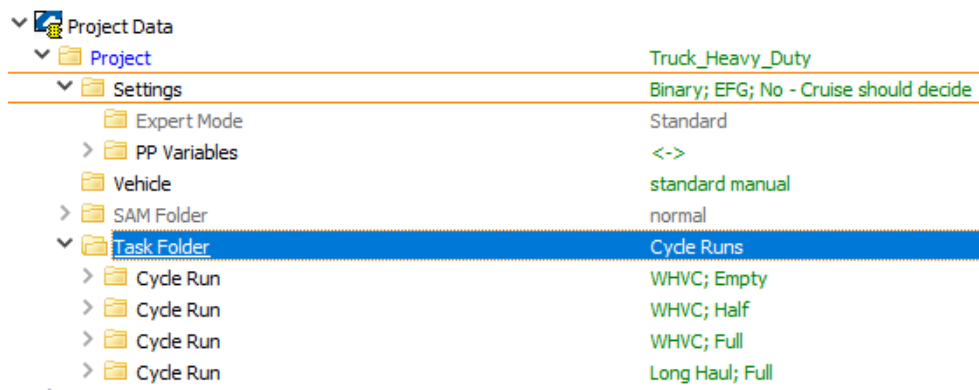 Project Data
Project Truck_Heavy_Duty
Settings Binary; EFG; No - Cruise should decide
Expert Mode Standard
PP Variables <->
Vehicle standard manual
SAM Folder normal
Task Folder Cycle Runs
Cycle Run WHVC; Empty
Cycle Run WHVC; Half
Cycle Run WHVC; Full
Cycle Run Long Haul; Full